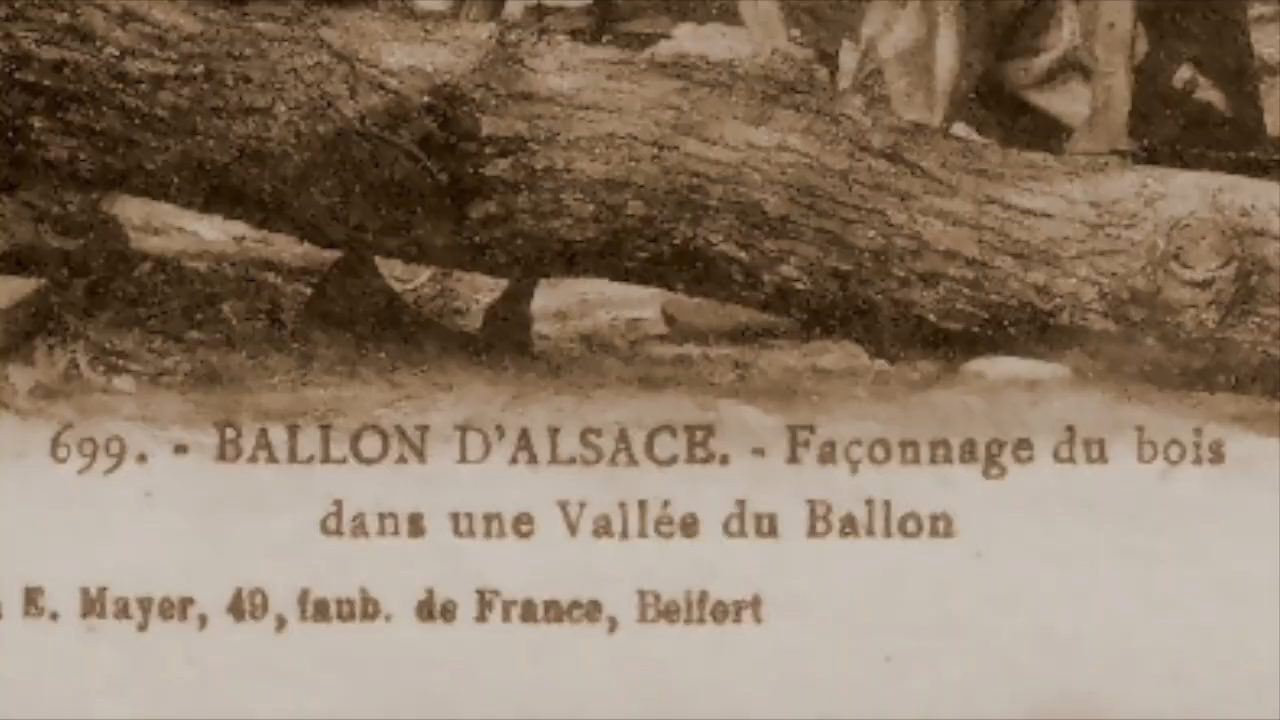 699. - BALLON D'ALSACE. - Façonnage du bois
dans une Vallée du Ballon
E. Mayer, 49, faub. de France, Belfort